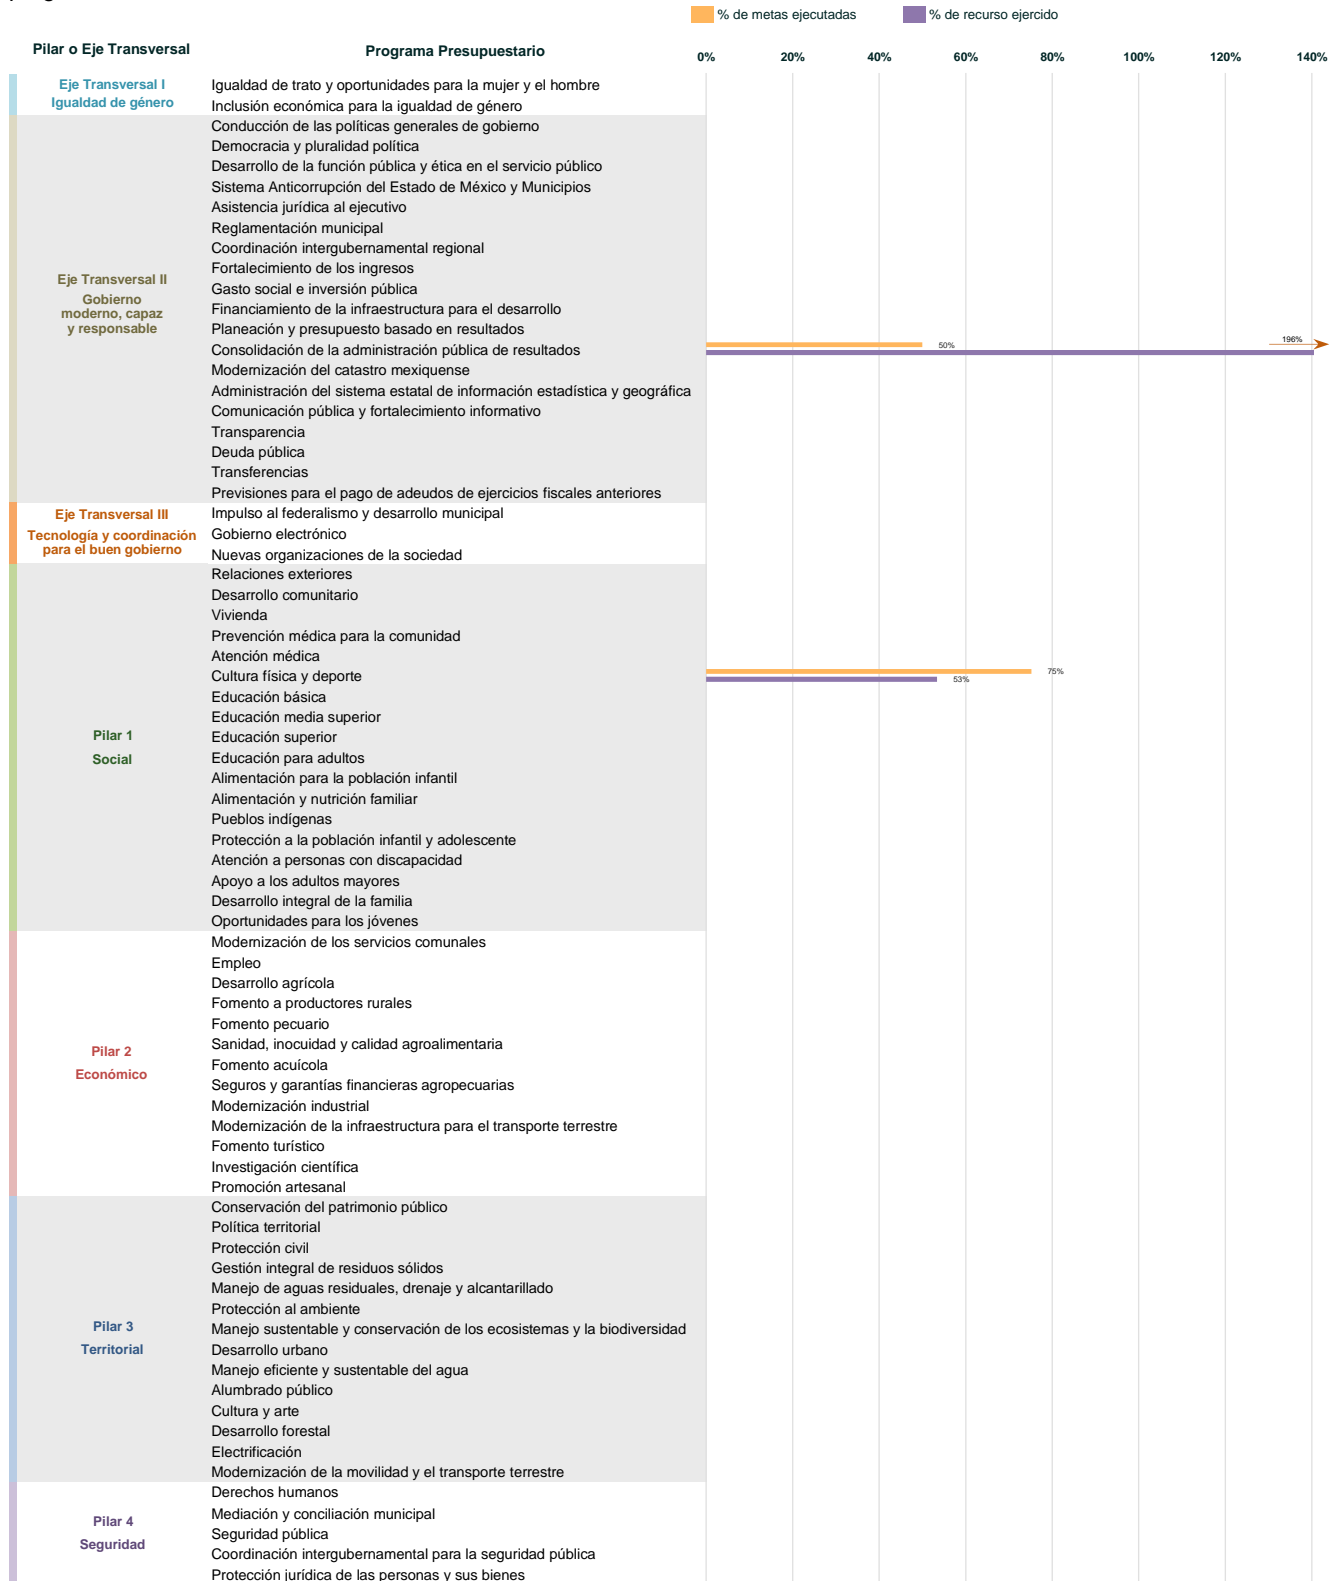 % de metas ejecutadas % de recurso ejercido
Pilar o Eje Transversal Programa Presupuestario 0% 20% 40% 60% 80% 100% 120% 140%
Eje Transversal I
Igualdad de género
Igualdad de trato y oportunidades para la mujer y el hombre
Inclusión económica para la igualdad de género
Eje Transversal II
Gobierno
moderno, capaz
y responsable
Conducción de las políticas generales de gobierno
Democracia y pluralidad política
Desarrollo de la función pública y ética en el servicio público
Sistema Anticorrupción del Estado de México y Municipios
Asistencia jurídica al ejecutivo
Reglamentación municipal
Coordinación intergubernamental regional
Fortalecimiento de los ingresos
Gasto social e inversión pública
Financiamiento de la infraestructura para el desarrollo
Planeación y presupuesto basado en resultados
Consolidación de la administración pública de resultados 50% 196%
Modernización del catastro mexiquense
Administración del sistema estatal de información estadística y geográfica
Comunicación pública y fortalecimiento informativo
Transparencia
Deuda pública
Transferencias
Previsiones para el pago de adeudos de ejercicios fiscales anteriores
Eje Transversal III
Tecnología y coordinación
para el buen gobierno
Impulso al federalismo y desarrollo municipal
Gobierno electrónico
Nuevas organizaciones de la sociedad
Pilar 1
Social
Relaciones exteriores
Desarrollo comunitario
Vivienda
Prevención médica para la comunidad
Atención médica
Cultura física y deporte 75% 53%
Educación básica
Educación media superior
Educación superior
Educación para adultos
Alimentación para la población infantil
Alimentación y nutrición familiar
Pueblos indígenas
Protección a la población infantil y adolescente
Atención a personas con discapacidad
Apoyo a los adultos mayores
Desarrollo integral de la familia
Oportunidades para los jóvenes
Pilar 2
Económico
Modernización de los servicios comunales
Empleo
Desarrollo agrícola
Fomento a productores rurales
Fomento pecuario
Sanidad, inocuidad y calidad agroalimentaria
Fomento acuícola
Seguros y garantías financieras agropecuarias
Modernización industrial
Modernización de la infraestructura para el transporte terrestre
Fomento turístico
Investigación científica
Promoción artesanal
Pilar 3
Territorial
Conservación del patrimonio público
Política territorial
Protección civil
Gestión integral de residuos sólidos
Manejo de aguas residuales, drenaje y alcantarillado
Protección al ambiente
Manejo sustentable y conservación de los ecosistemas y la biodiversidad
Desarrollo urbano
Manejo eficiente y sustentable del agua
Alumbrado público
Cultura y arte
Desarrollo forestal
Electrificación
Modernización de la movilidad y el transporte terrestre
Pilar 4
Seguridad
Derechos humanos
Mediación y conciliación municipal
Seguridad pública
Coordinación intergubernamental para la seguridad pública
Protección jurídica de las personas y sus bienes